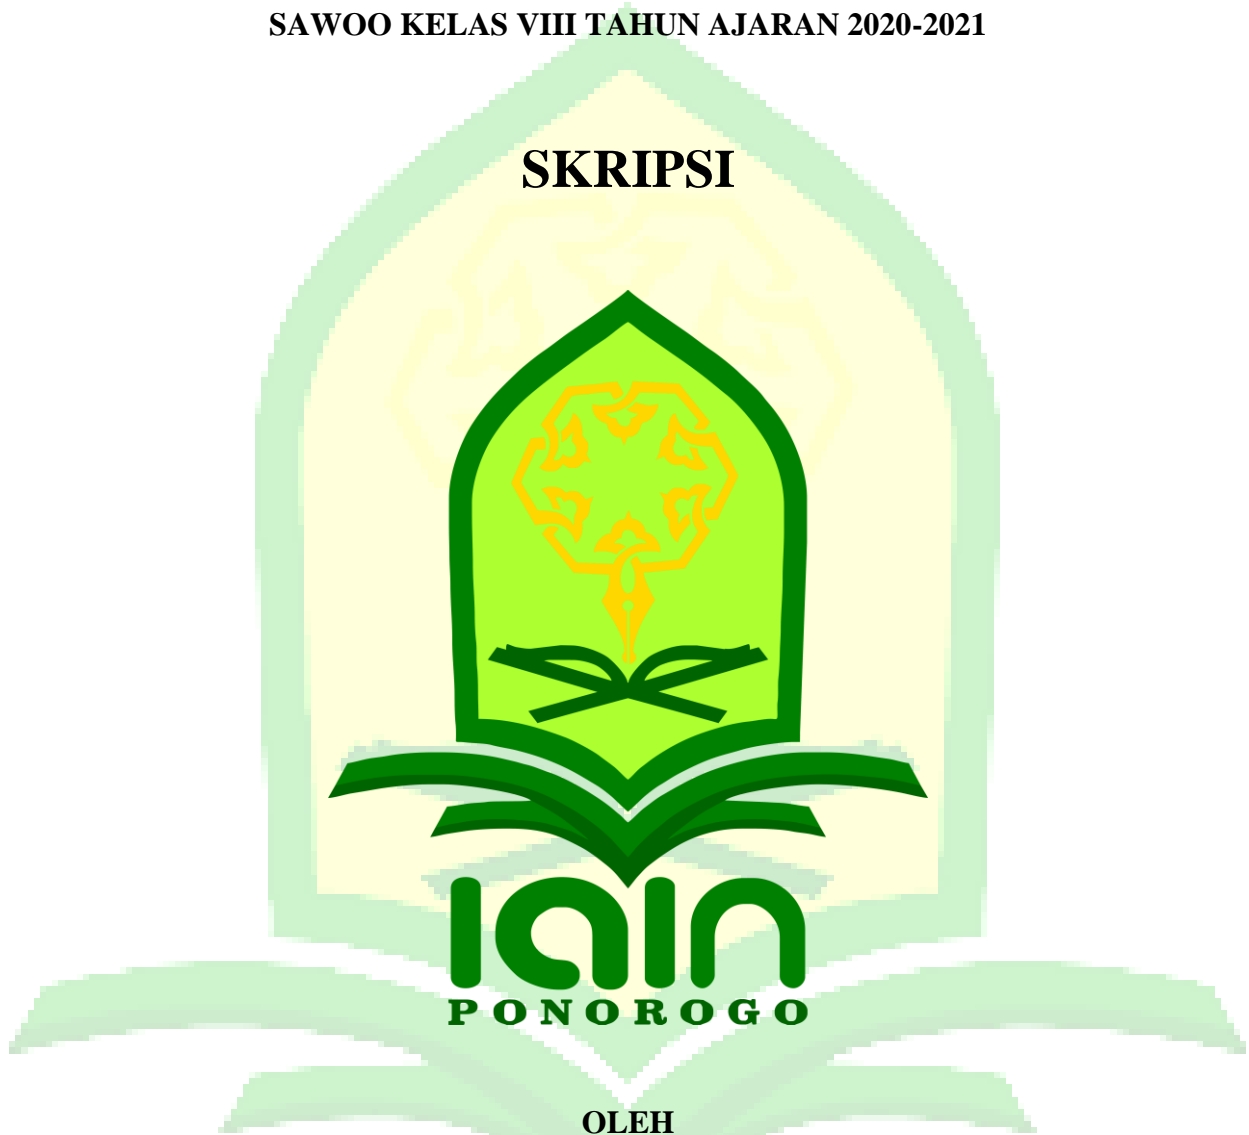 SAWOO KELAS VIII TAHUN AJARAN 2020-2021
SKRIPSI
IAIN
PONOROGO
OLEH